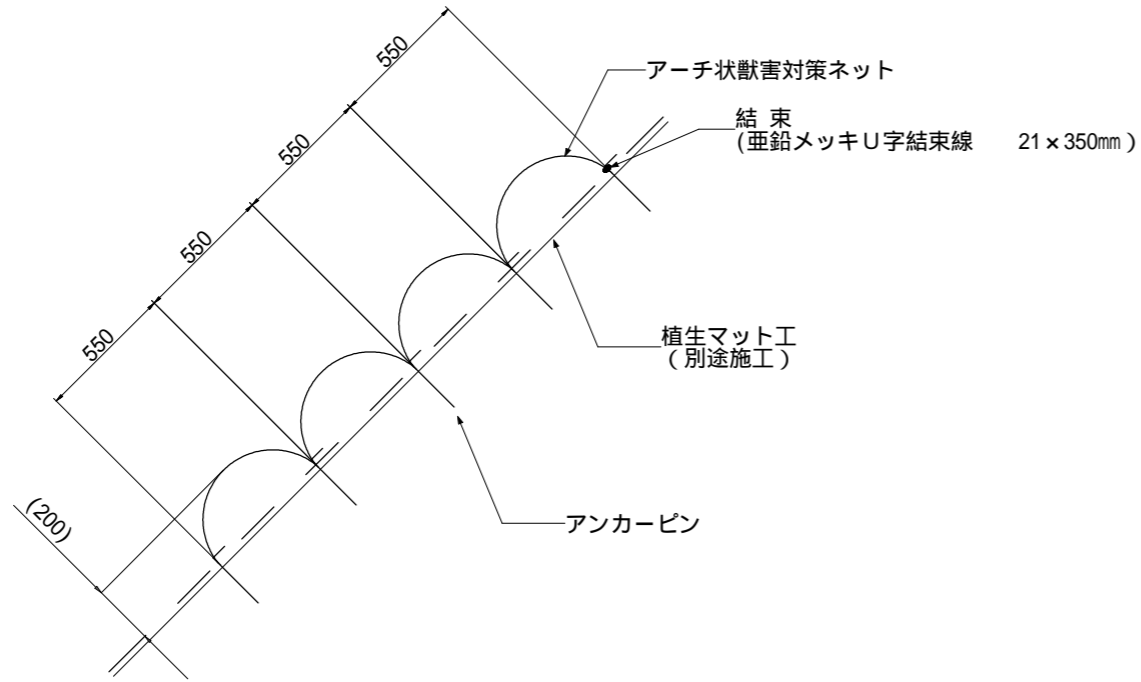 550
550
550
550
(200)
アーチ状獣害対策ネット
結 束
(亜鉛メッキU字結束線　　21×350㎜)
植生マット工
(別途施工)
アンカーピン